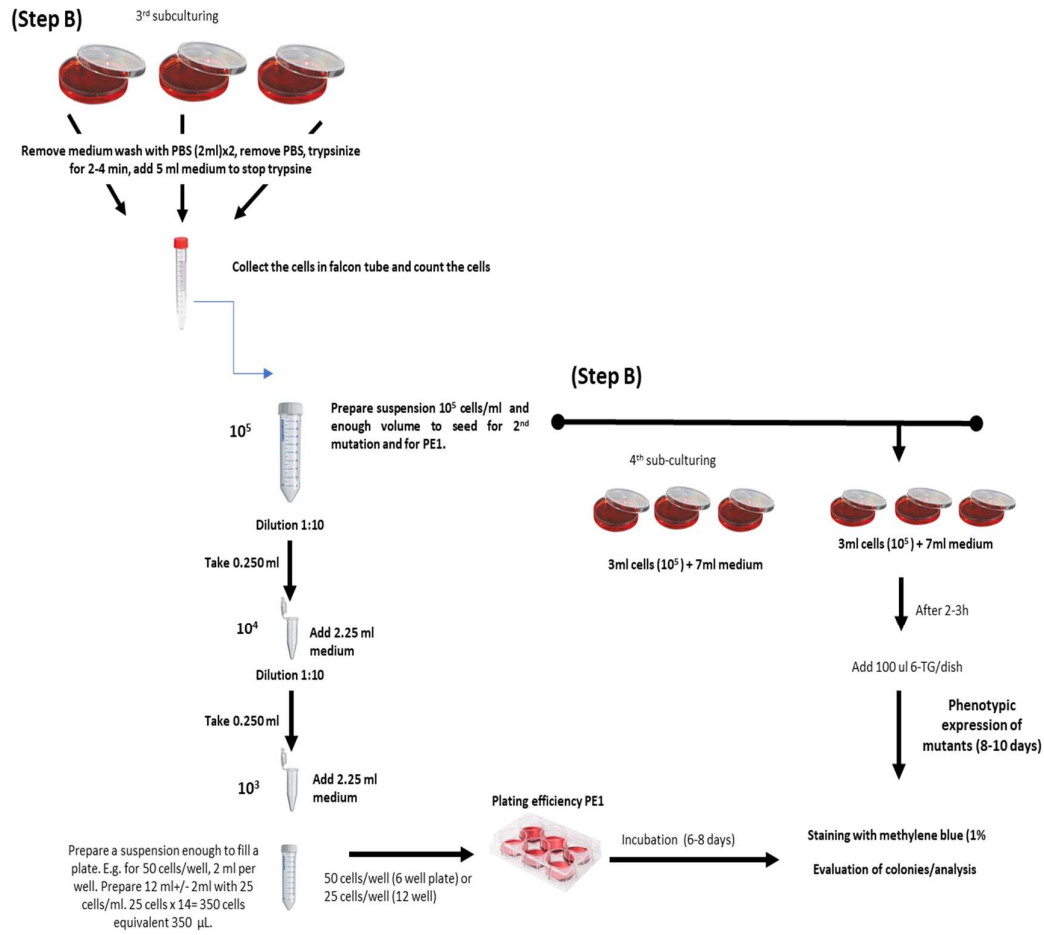 (Step B)
3rd subculturing
Remove medium wash with PBS (2ml)x2, remove PBS, trypsinize
for 2-4 min, add 5 ml medium to stop trypsine
Collect the cells in falcon tube and count the cells
(Step B)
10⁵
Prepare suspension 10⁵ cells/ml and
enough volume to seed for 2nd
mutation and for PE1.
4th sub-culturing
3ml cells (10⁵) + 7ml medium
3ml cells (10⁵) + 7ml medium
Dilution 1:10
Take 0.250 ml
After 2-3h
10⁴
Add 2.25 ml
medium
Dilution 1:10
Add 100 ul 6-TG/dish
Take 0.250 ml
Phenotypic
expression of
mutants (8-10 days)
10³
Add 2.25 ml
medium
Plating efficiency PE1
Prepare a suspension enough to fill a
plate. E.g. for 50 cells/well, 2 ml per
well. Prepare 12 ml+/- 2ml with 25
cells/ml. 25 cells x 14= 350 cells
equivalent 350 µL.
50 cells/well (6 well plate) or
25 cells/well (12 well)
Incubation (6-8 days)
Staining with methylene blue (1%
Evaluation of colonies/analysis